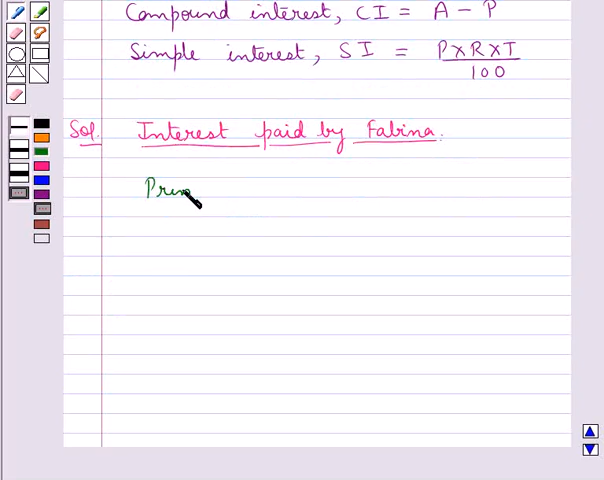 Compound interest, CI = A - P
Simple interest, SI = P×R×T
100
Sol. Interest paid by Fabina.
Prin